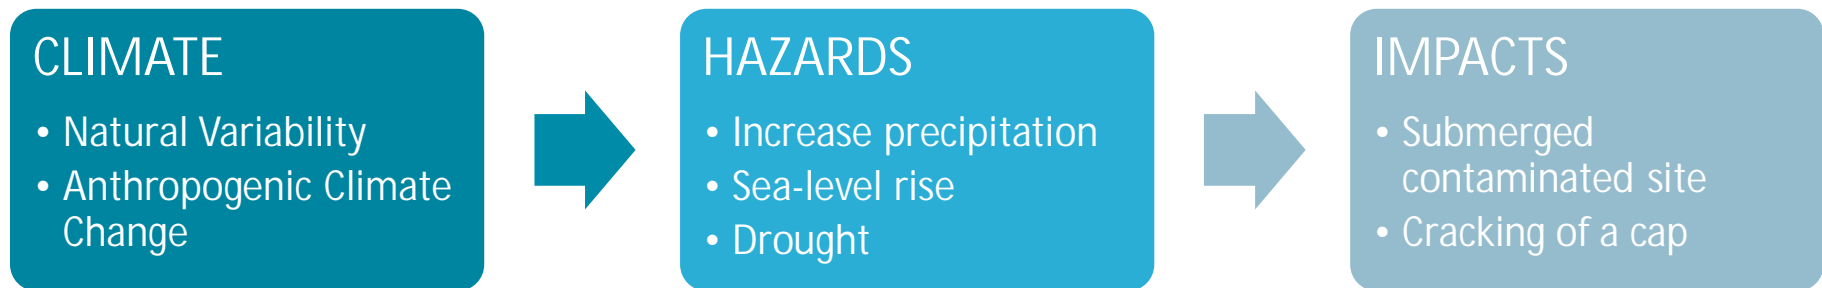 CLIMATE
• Natural Variability
• Anthropogenic Climate
Change
HAZARDS
• Increase precipitation
• Sea-level rise
• Drought
IMPACTS
• Submerged
contaminated site
• Cracking of a cap